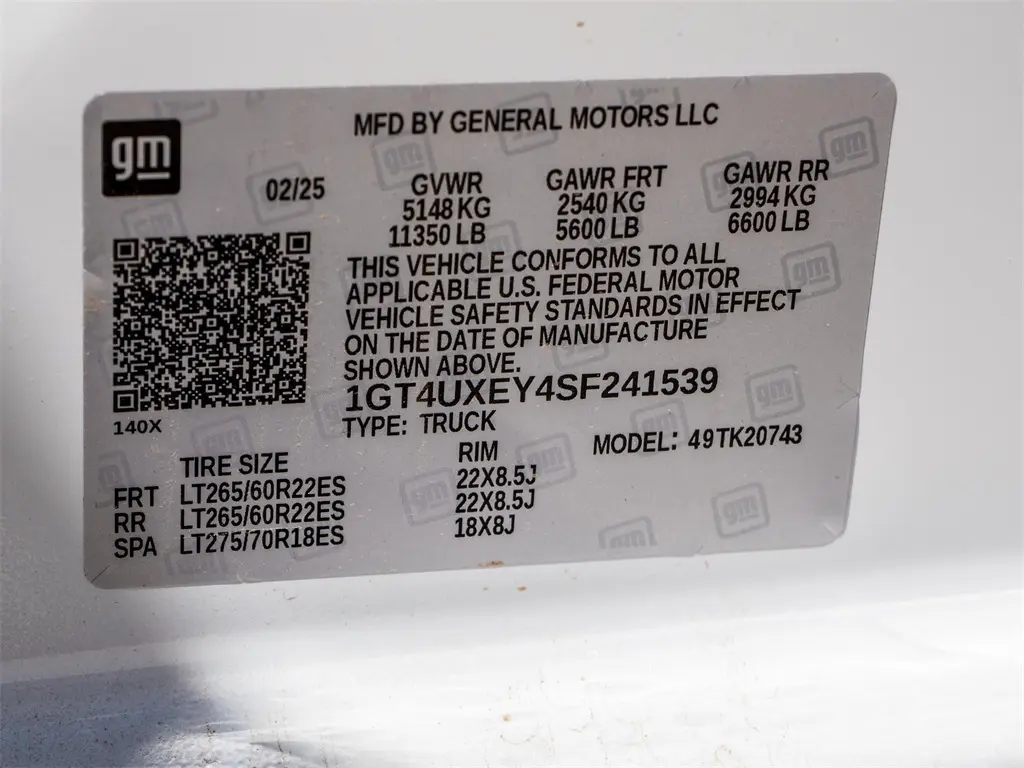 gm
MFD BY GENERAL MOTORS LLC
02/25 GVWR GAWR FRT GAWR RR
5148 KG 2540 KG 2994 KG
11350 LB 5600 LB 6600 LB
THIS VEHICLE CONFORMS TO ALL
APPLICABLE U.S. FEDERAL MOTOR
VEHICLE SAFETY STANDARDS IN EFFECT
ON THE DATE OF MANUFACTURE
SHOWN ABOVE.
1GT4UXEY4SF241539
140X
TYPE: TRUCK
MODEL: 49TK20743
TIRE SIZE RIM
FRT LT265/60R22ES 22X8.5J
RR LT265/60R22ES 22X8.5J
SPA LT275/70R18ES 18X8J